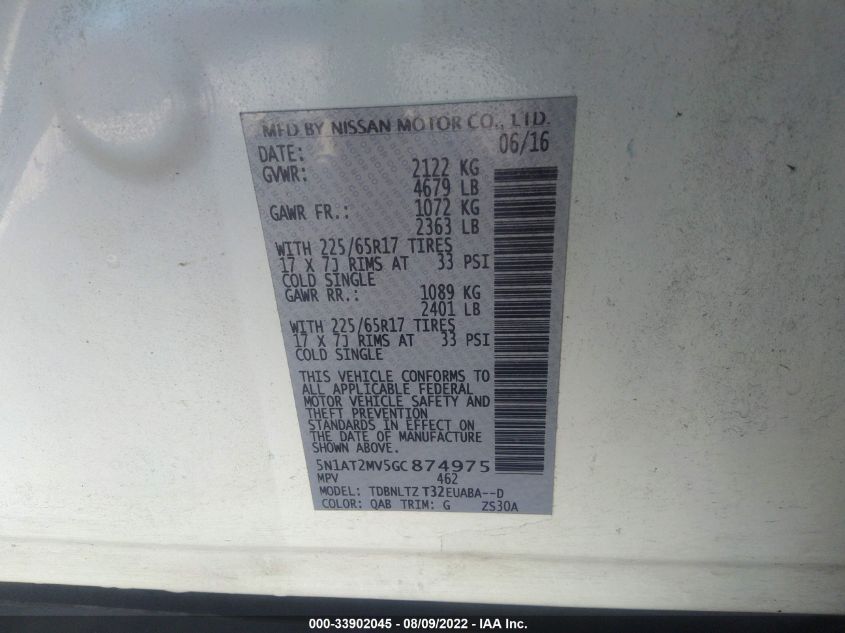 MFD BY NISSAN MOTOR CO., LTD.
DATE: 06/16
GVWR: 2122 KG
4679 LB
GAWR FR.: 1072 KG
2363 LB
WITH 225/65R17 TIRES
17 X 7J RIMS AT 33 PSI
COLD SINGLE
GAWR RR.: 1089 KG
2401 LB
WITH 225/65R17 TIRES
17 X 7J RIMS AT 33 PSI
COLD SINGLE
THIS VEHICLE CONFORMS TO
ALL APPLICABLE FEDERAL
MOTOR VEHICLE SAFETY AND
THEFT PREVENTION
STANDARDS IN EFFECT ON
THE DATE OF MANUFACTURE
SHOWN ABOVE.
5N1AT2MV5GC874975
MPV 462
MODEL: TDBNLTZ T32EUABA--D
COLOR: QAB TRIM: G ZS30A
000-33902045 - 08/09/2022 - IAA Inc.